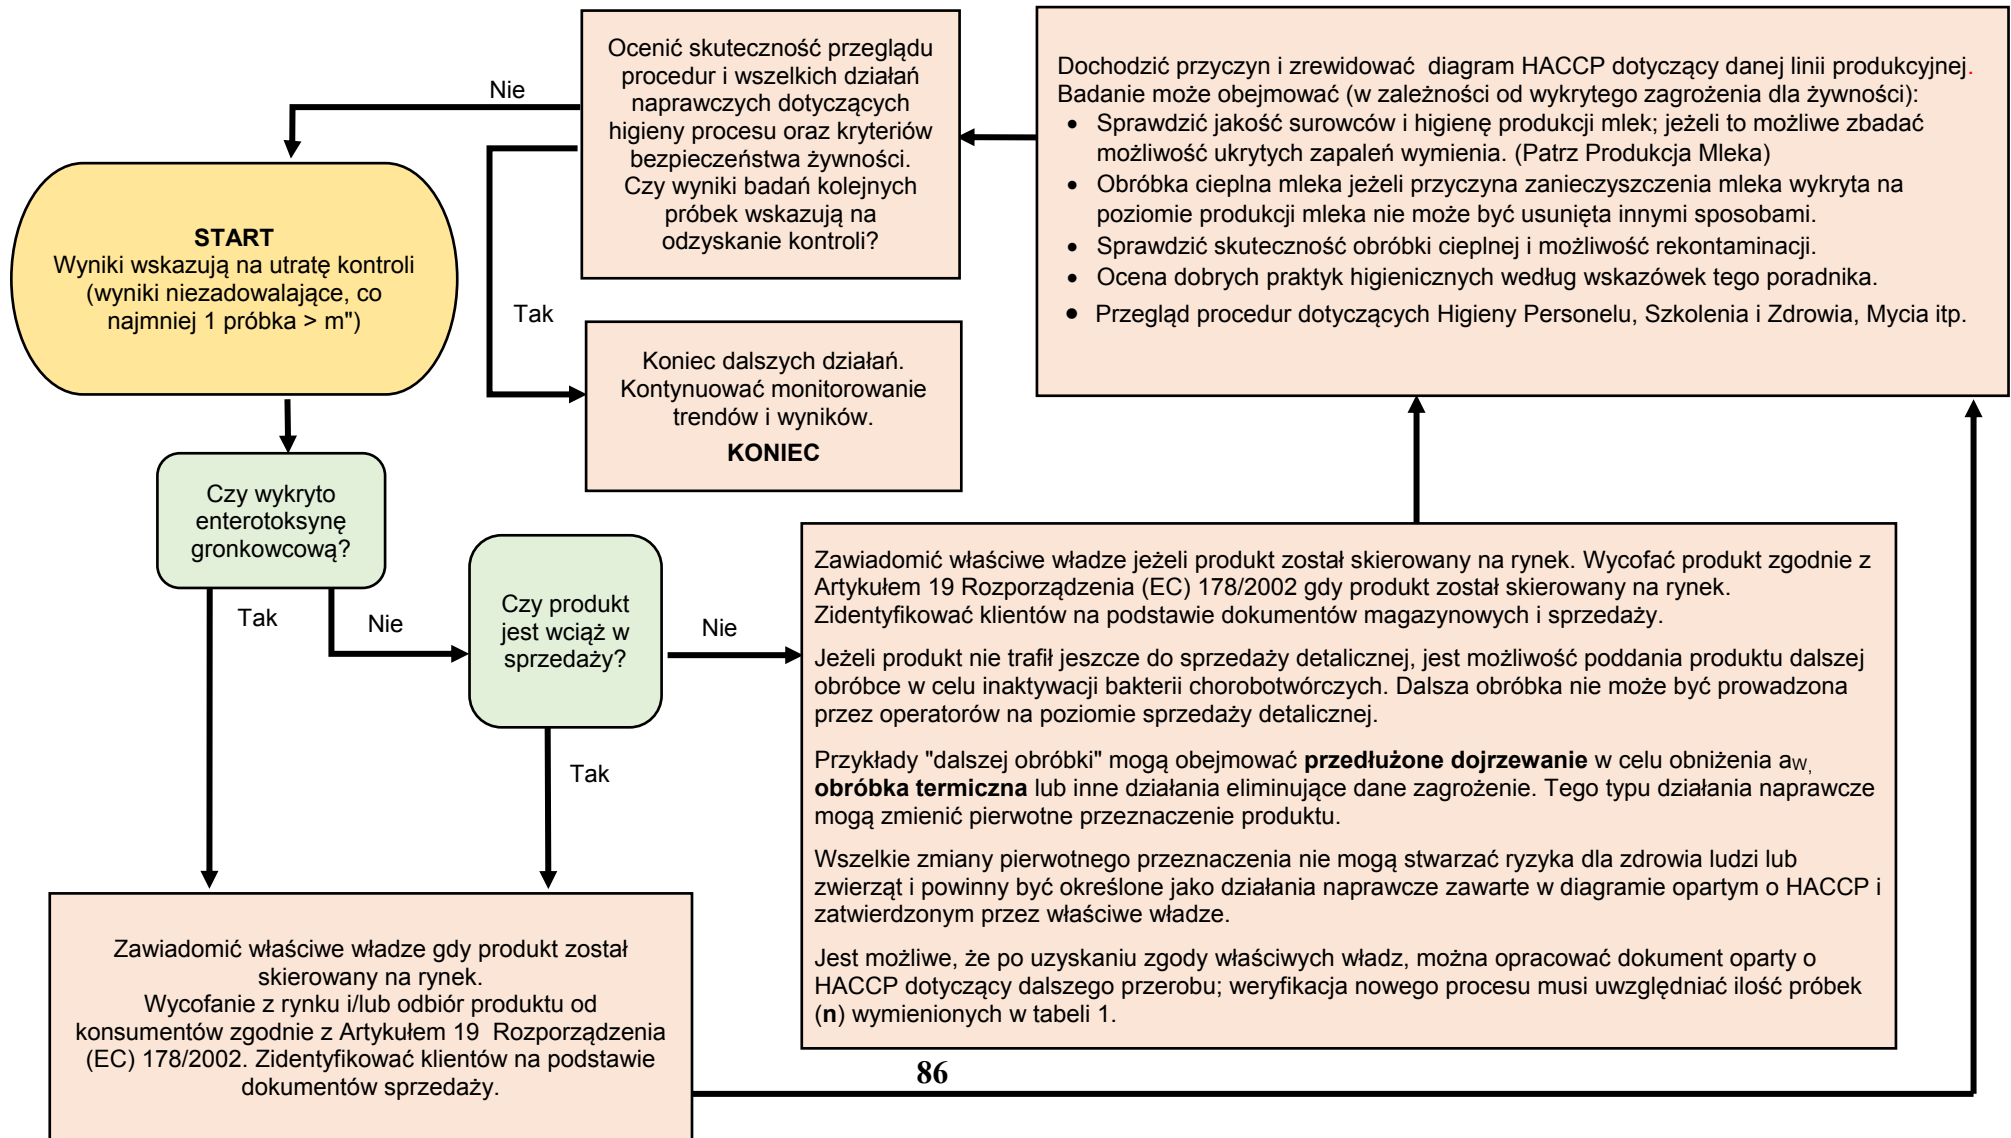 START
Wyniki wskazują na utratę kontroli
(wyniki niezadowalające, co
najmniej 1 próbka > m")
Nie
Ocenić skuteczność przeglądu
procedur i wszelkich działań
naprawczych dotyczących
higieny procesu oraz kryteriów
bezpieczeństwa żywności.
Czy wyniki badań kolejnych
próbek wskazują na
odzyskanie kontroli?
Tak
Koniec dalszych działań.
Kontynuować monitorowanie
trendów i wyników.
KONIEC
Dochodzić przyczyn i zrewidować diagram HACCP dotyczący danej linii produkcyjnej.
Badanie może obejmować (w zależności od wykrytego zagrożenia dla żywności):
• Sprawdzić jakość surowców i higienę produkcji mlek; jeżeli to możliwe zbadać
możliwość ukrytych zapaleń wymienia. (Patrz Produkcja Mleka)
• Obróbka cieplna mleka jeżeli przyczyna zanieczyszczenia mleka wykryta na
poziomie produkcji mleka nie może być usunięta innymi sposobami.
• Sprawdzić skuteczność obróbki cieplnej i możliwość rekontaminacji.
• Ocena dobrych praktyk higienicznych według wskazówek tego poradnika.
• Przegląd procedur dotyczących Higieny Personelu, Szkolenia i Zdrowia, Mycia itp.
Czy wykryto
enterotoksynę
gronkowcową?
Tak
Nie
Czy produkt
jest wciąż w
sprzedaży?
Nie
Tak
Zawiadomić właściwe władze jeżeli produkt został skierowany na rynek. Wycofać produkt zgodnie z
Artykułem 19 Rozporządzenia (EC) 178/2002 gdy produkt został skierowany na rynek.
Zidentyfikować klientów na podstawie dokumentów magazynowych i sprzedaży.
Jeżeli produkt nie trafił jeszcze do sprzedaży detalicznej, jest możliwość poddania produktu dalszej
obróbce w celu inaktywacji bakterii chorobotwórczych. Dalsza obróbka nie może być prowadzona
przez operatorów na poziomie sprzedaży detalicznej.
Przykłady "dalszej obróbki" mogą obejmować przedłużone dojrzewanie w celu obniżenia aw,
obróbka termiczna lub inne działania eliminujące dane zagrożenie. Tego typu działania naprawcze
mogą zmienić pierwotne przeznaczenie produktu.
Wszelkie zmiany pierwotnego przeznaczenia nie mogą stwarzać ryzyka dla zdrowia ludzi lub
zwierząt i powinny być określone jako działania naprawcze zawarte w diagramie opartym o HACCP i
zatwierdzonym przez właściwe władze.
Jest możliwe, że po uzyskaniu zgody właściwych władz, można opracować dokument oparty o
HACCP dotyczący dalszego przerobu; weryfikacja nowego procesu musi uwzględniać ilość próbek
(n) wymienionych w tabeli 1.
Zawiadomić właściwe władze gdy produkt został
skierowany na rynek.
Wycofanie z rynku i/lub odbiór produktu od
konsumentów zgodnie z Artykułem 19 Rozporządzenia
(EC) 178/2002. Zidentyfikować klientów na podstawie
dokumentów sprzedaży.
86